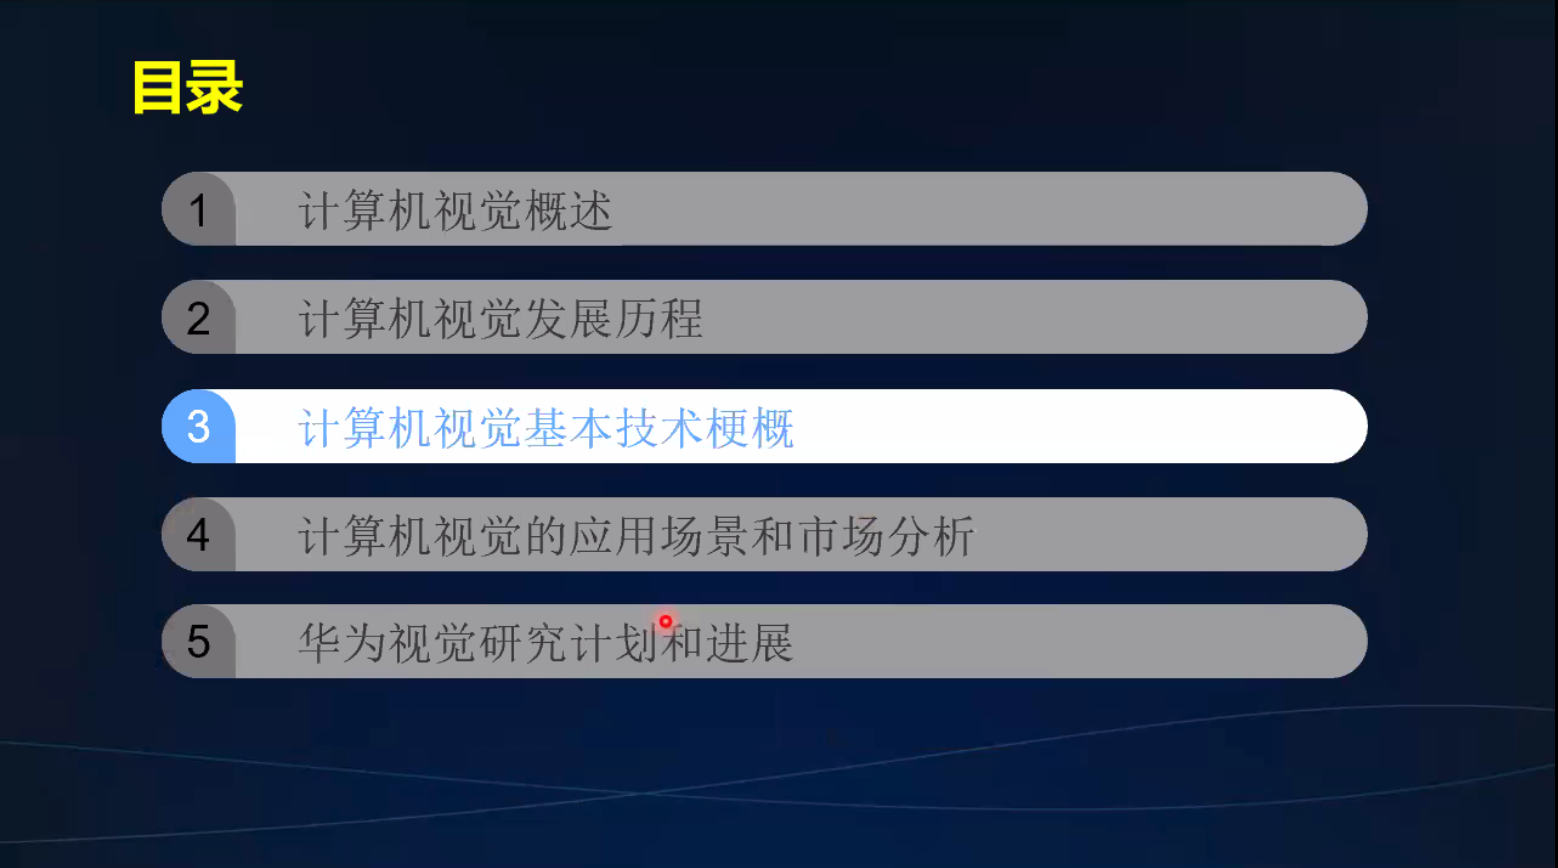 目录
1 计算机视觉概述
2 计算机视觉发展历程
3 计算机视觉基本技术梗概
4 计算机视觉的应用场景和市场分析
5 华为视觉研究计划和进展